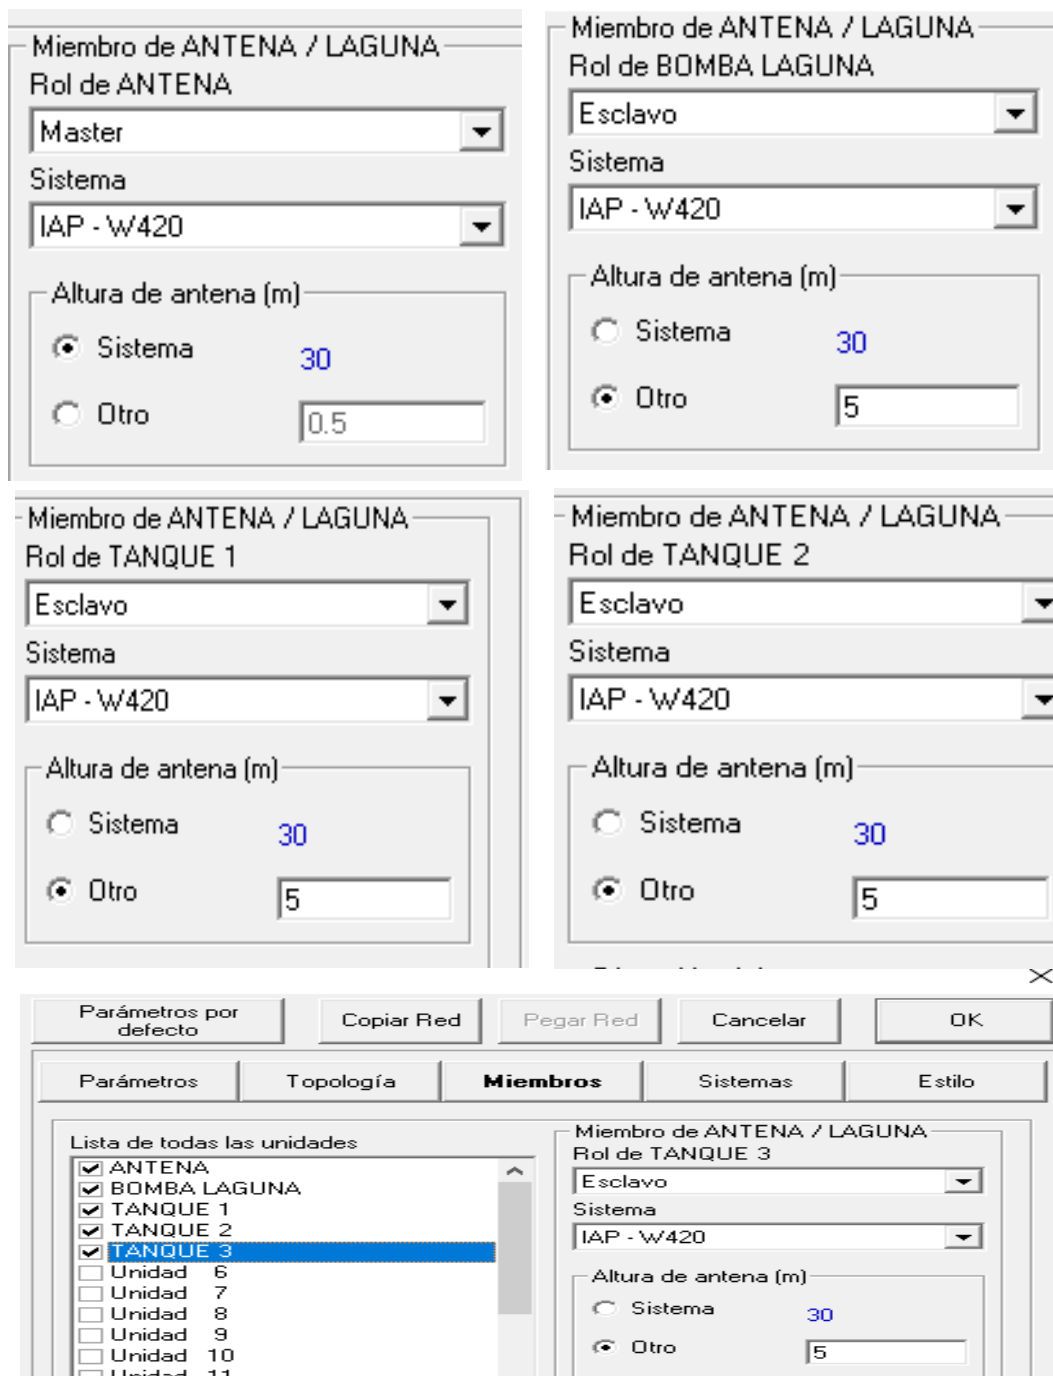 Miembro de ANTENA / LAGUNA
Rol de ANTENA
Master
Sistema
IAP - W420
Altura de antena (m)
Sistema 30
Otro 0.5
Miembro de ANTENA / LAGUNA
Rol de BOMBA LAGUNA
Esclavo
Sistema
IAP - W420
Altura de antena (m)
Sistema 30
Otro 5
Miembro de ANTENA / LAGUNA
Rol de TANQUE 1
Esclavo
Sistema
IAP - W420
Altura de antena (m)
Sistema 30
Otro 5
Miembro de ANTENA / LAGUNA
Rol de TANQUE 2
Esclavo
Sistema
IAP - W420
Altura de antena (m)
Sistema 30
Otro 5
Parámetros por
defecto
Copiar Red
Pegar Red
Cancelar
OK
Parámetros
Topología
Miembros
Sistemas
Estilo
Lista de todas las unidades
ANTENA
BOMBA LAGUNA
TANQUE 1
TANQUE 2
TANQUE 3
Unidad 6
Unidad 7
Unidad 8
Unidad 9
Unidad 10
Unidad 11
Miembro de ANTENA / LAGUNA
Rol de TANQUE 3
Esclavo
Sistema
IAP - W420
Altura de antena (m)
Sistema 30
Otro 5